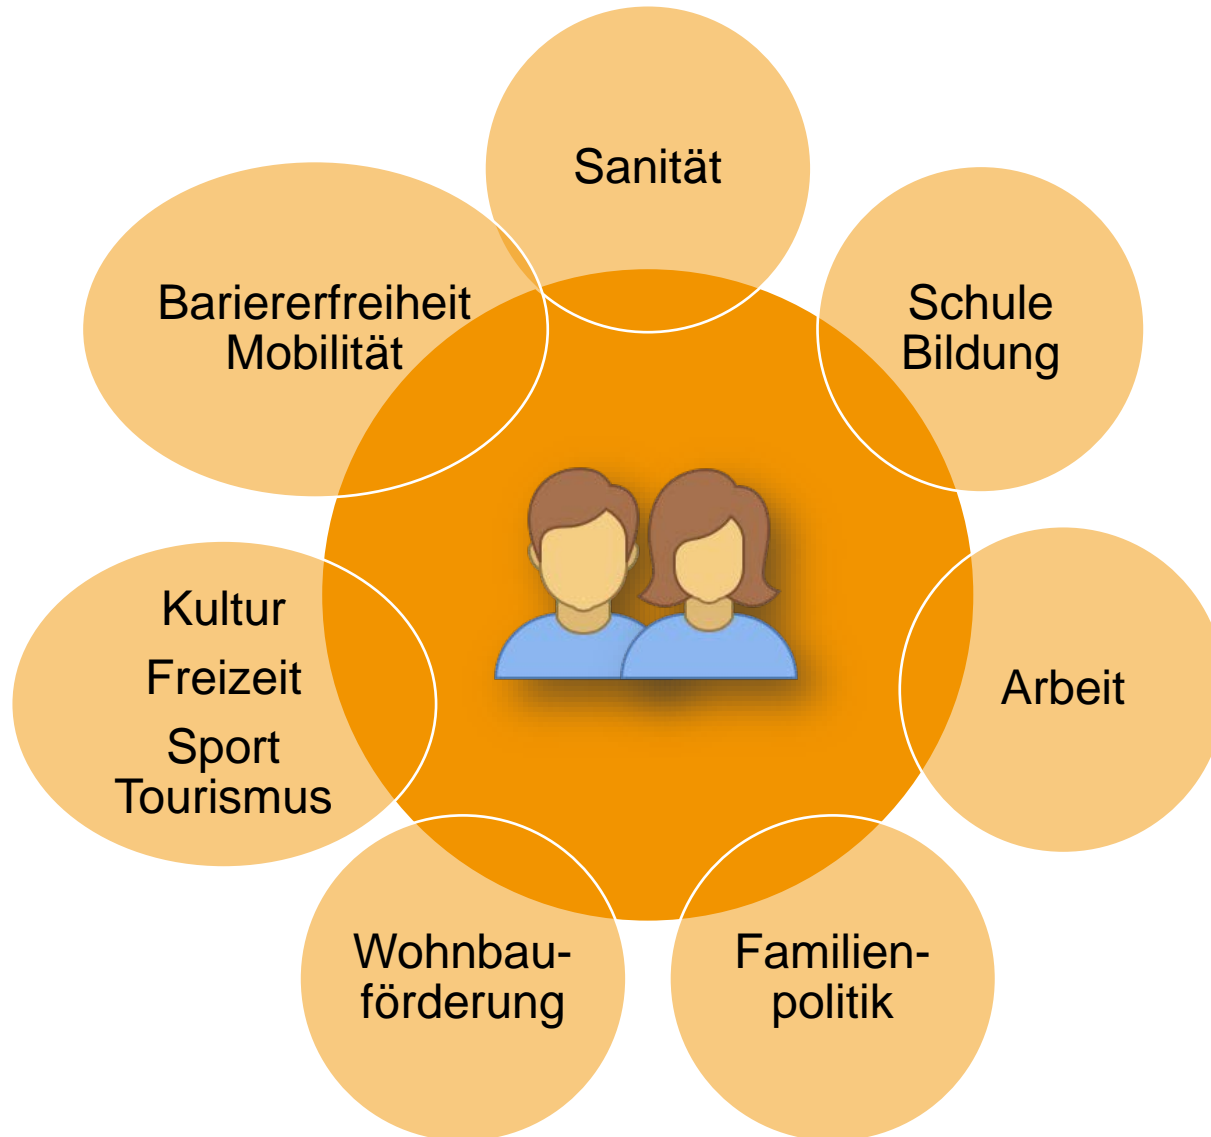 Sanität
Bariererfreiheit
Mobilität
Schule
Bildung
Kultur
Freizeit
Sport
Tourismus
Arbeit
Wohnbau-
förderung
Familien-
politik